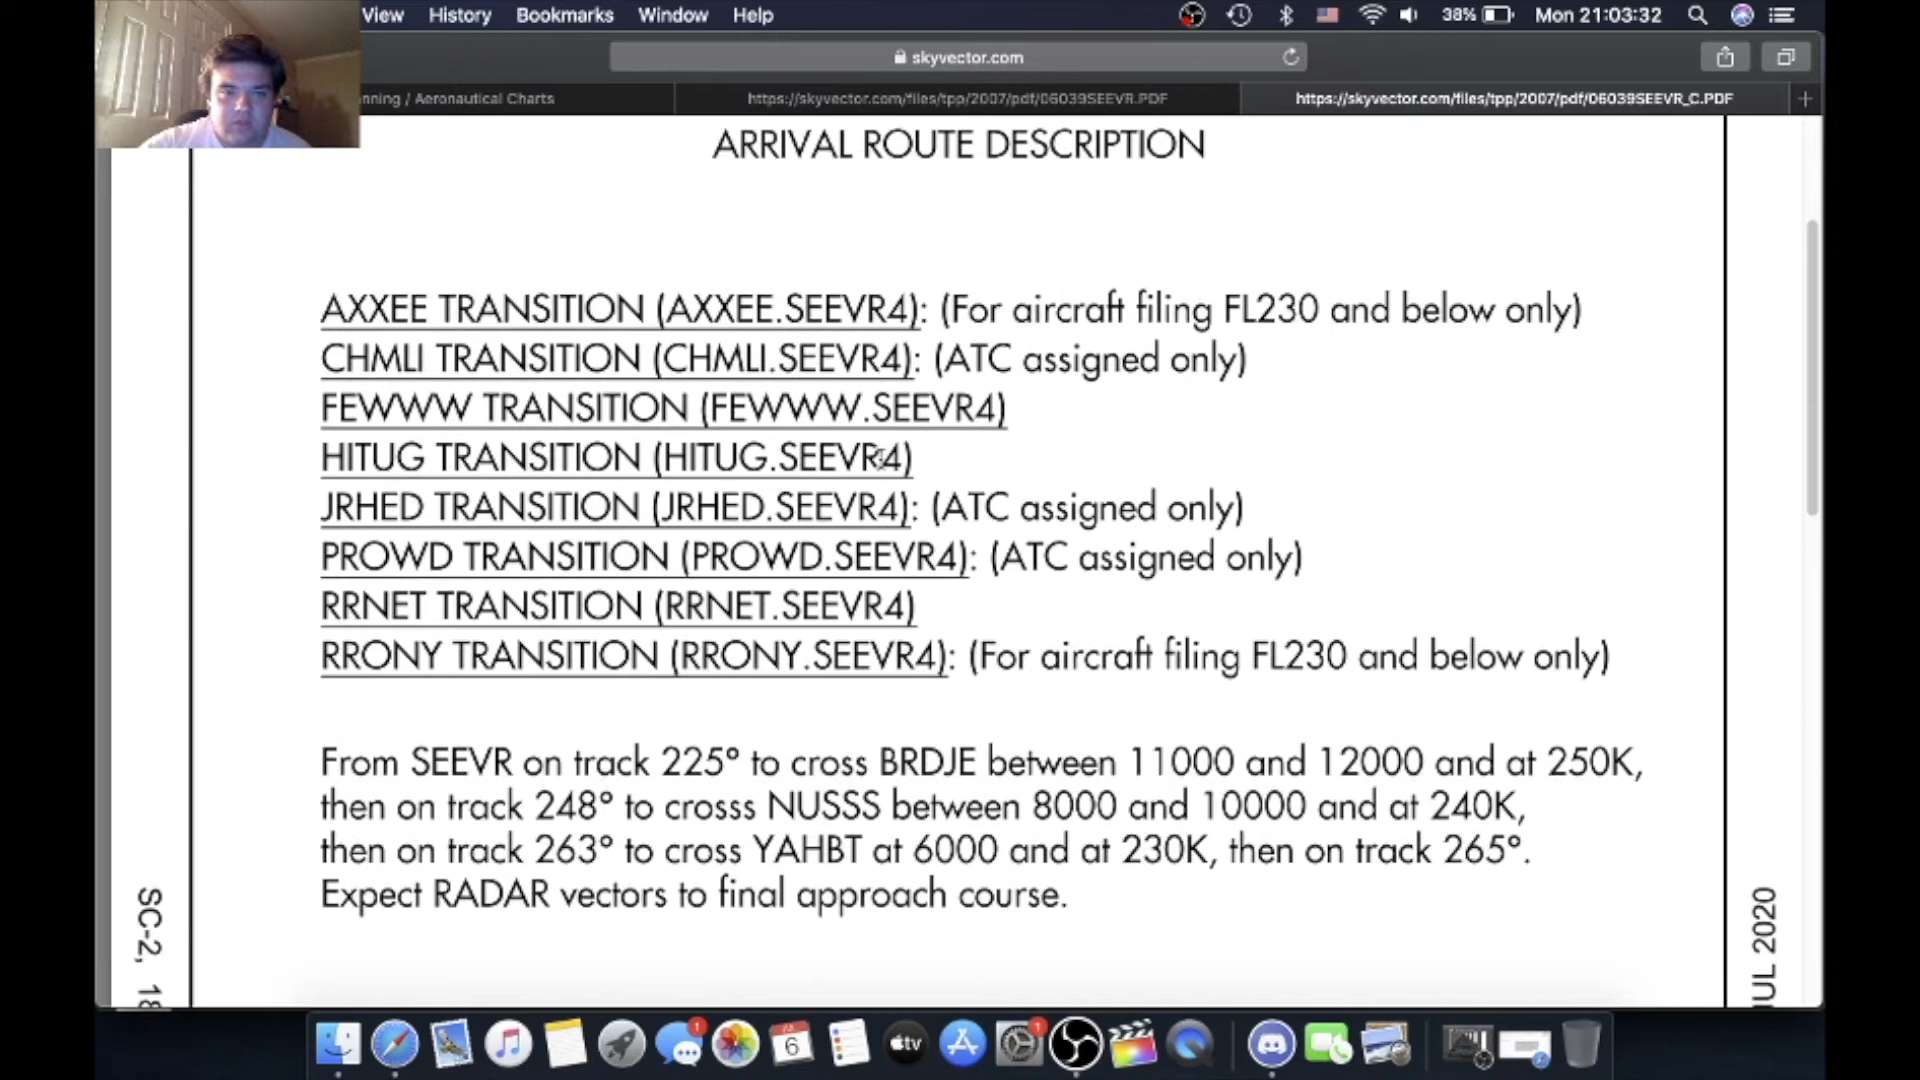 View History Bookmarks Window Help 38% Mon 21:03:32
skyvector.com
nning / Aeronautical Charts https://skyvector.com/files/tpp/2007/pdf/06039SEEVR.PDF https://skyvector.com/files/tpp/2007/pdf/06039SEEVR_C.PDF
ARRIVAL ROUTE DESCRIPTION
AXXEE TRANSITION (AXXEE.SEEVR4): (For aircraft filing FL230 and below only)
CHMLI TRANSITION (CHMLI.SEEVR4): (ATC assigned only)
FEWWW TRANSITION (FEWWW.SEEVR4)
HITUG TRANSITION (HITUG.SEEVR4)
JRHED TRANSITION (JRHED.SEEVR4): (ATC assigned only)
PROWD TRANSITION (PROWD.SEEVR4): (ATC assigned only)
RRNET TRANSITION (RRNET.SEEVR4)
RRONY TRANSITION (RRONY.SEEVR4): (For aircraft filing FL230 and below only)
From SEEVR on track 225° to cross BRDJE between 11000 and 12000 and at 250K,
then on track 248° to crosss NUSSS between 8000 and 10000 and at 240K,
then on track 263° to cross YAHBT at 6000 and at 230K, then on track 265°.
Expect RADAR vectors to final approach course.
SC-2, 18
JUL 2020
1
6
tv
1